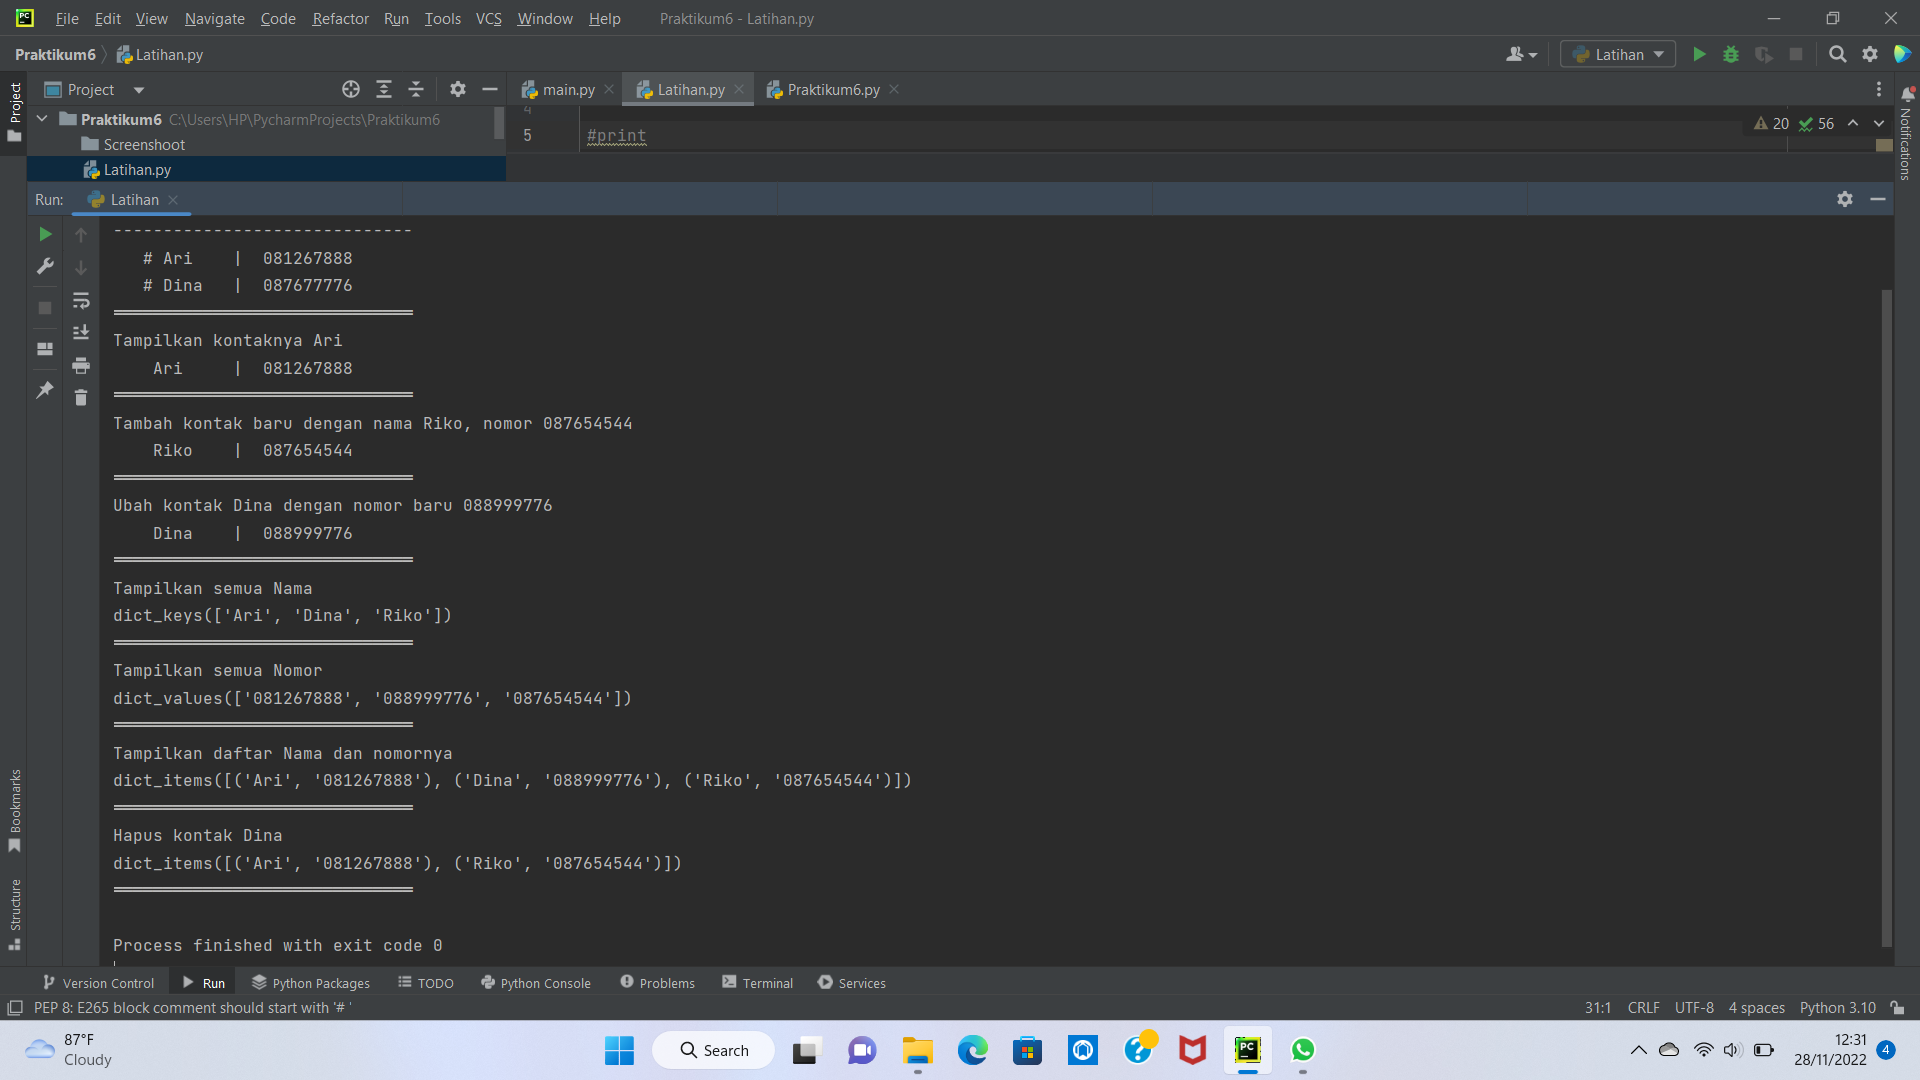 File Edit View Navigate Code Refactor Run Tools VCS Window Help Praktikum6 - Latihan.py
Praktikum6 Latihan.py Latihan
Project main.py Latihan.py Praktikum6.py
Project
Notifications
Praktikum6 C:\Users\HP\PycharmProjects\Praktikum6
Screenshoot
Latihan.py
4
5 #print
20 56
Run: Latihan
------------------------------
# Ari | 081267888
# Dina | 087677776
==============================
Tampilkan kontaknya Ari
Ari | 081267888
==============================
Tambah kontak baru dengan nama Riko, nomor 087654544
Riko | 087654544
==============================
Ubah kontak Dina dengan nomor baru 088999776
Dina | 088999776
==============================
Tampilkan semua Nama
dict_keys(['Ari', 'Dina', 'Riko'])
==============================
Tampilkan semua Nomor
dict_values(['081267888', '088999776', '087654544'])
==============================
Tampilkan daftar Nama dan nomornya
dict_items([('Ari', '081267888'), ('Dina', '088999776'), ('Riko', '087654544')])
==============================
Hapus kontak Dina
dict_items([('Ari', '081267888'), ('Riko', '087654544')])
==============================
Process finished with exit code 0
Bookmarks
Structure
Version Control Run Python Packages TODO Python Console Problems Terminal Services
PEP 8: E265 block comment should start with '# ' 31:1 CRLF UTF-8 4 spaces Python 3.10
87°F
Cloudy
Search
PC
12:31
28/11/2022
4